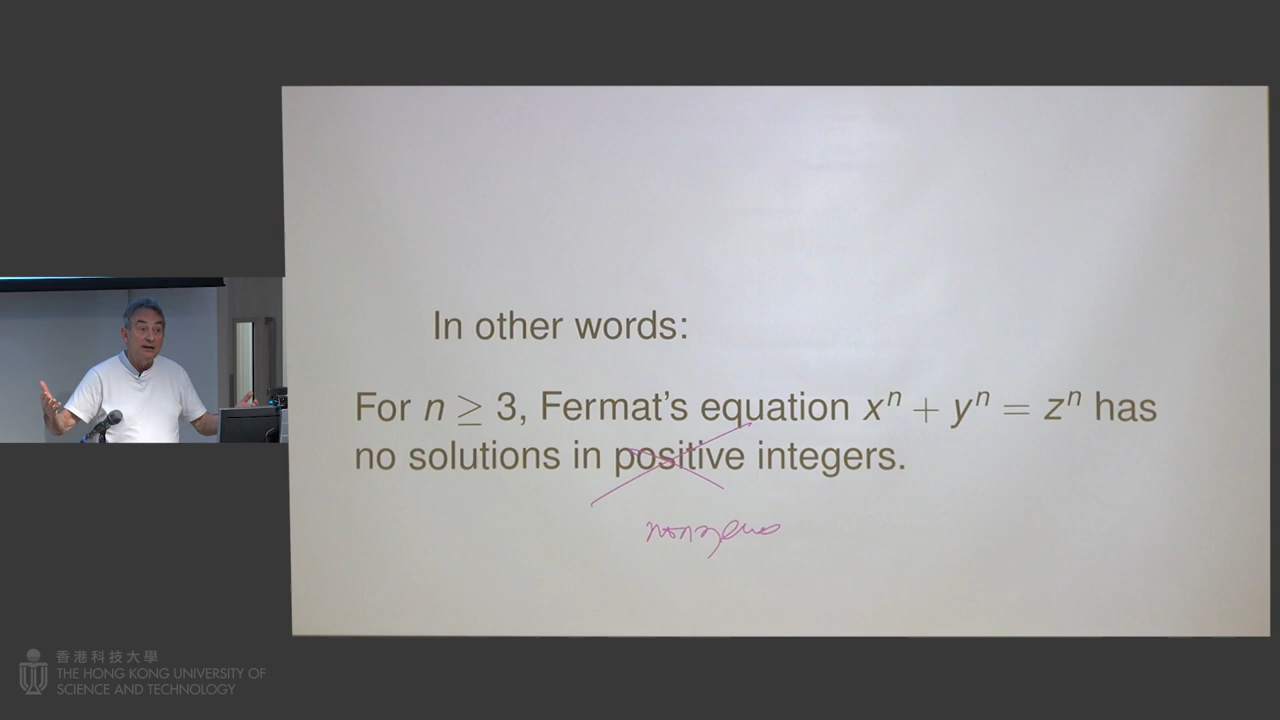 In other words:
For n ≥ 3, Fermat's equation xⁿ + yⁿ = zⁿ has
no solutions in positive integers.
nonzero
香港科技大學
THE HONG KONG UNIVERSITY OF
SCIENCE AND TECHNOLOGY